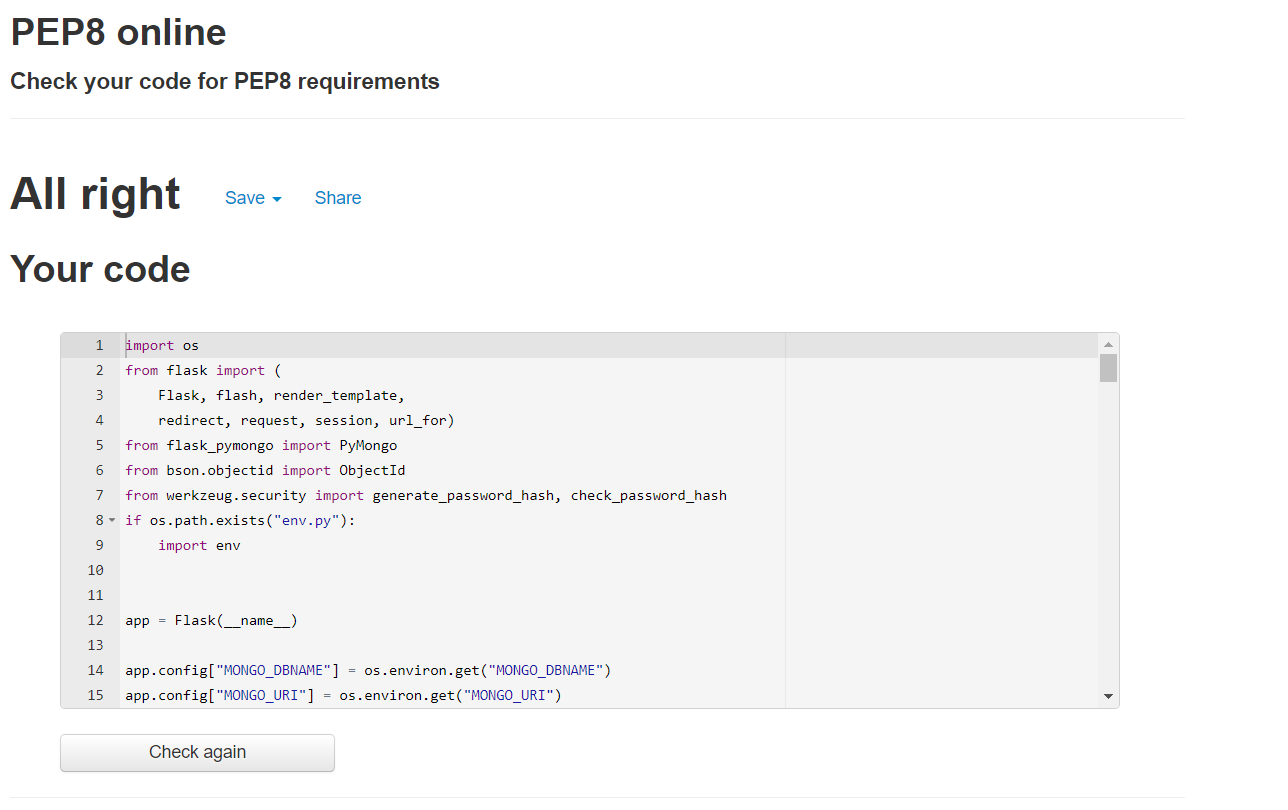 PEP8 online
Check your code for PEP8 requirements
All right Save Share
Your code
1 import os
2 from flask import (
3     Flask, flash, render_template,
4     redirect, request, session, url_for)
5 from flask_pymongo import PyMongo
6 from bson.objectid import ObjectId
7 from werkzeug.security import generate_password_hash, check_password_hash
8 if os.path.exists("env.py"):
9     import env
10
11
12 app = Flask(__name__)
13
14 app.config["MONGO_DBNAME"] = os.environ.get("MONGO_DBNAME")
15 app.config["MONGO_URI"] = os.environ.get("MONGO_URI")
Check again